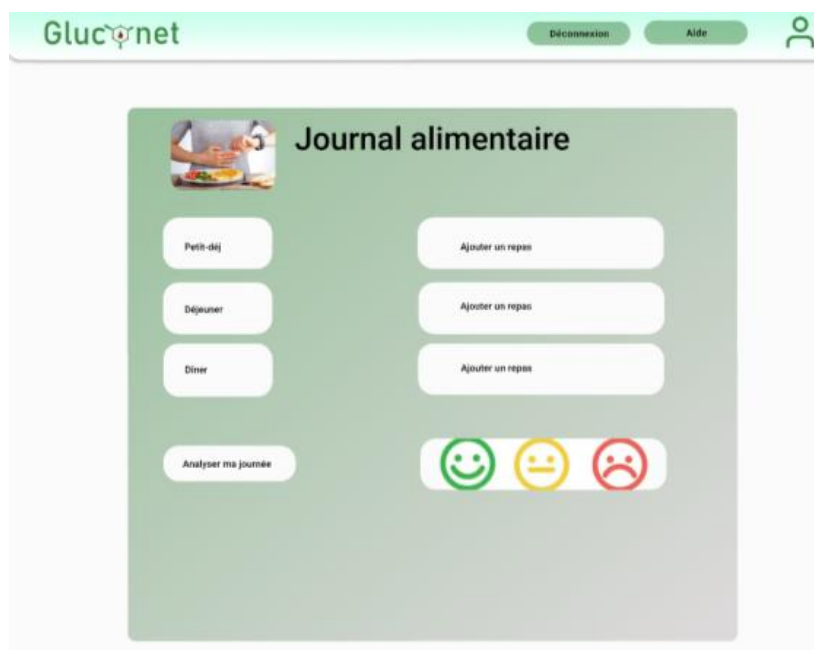 Gluconet
Déconnexion
Aide
Journal alimentaire
Petit-déj
Ajouter un repas
Déjeuner
Ajouter un repas
Dîner
Ajouter un repas
Analyser ma journée